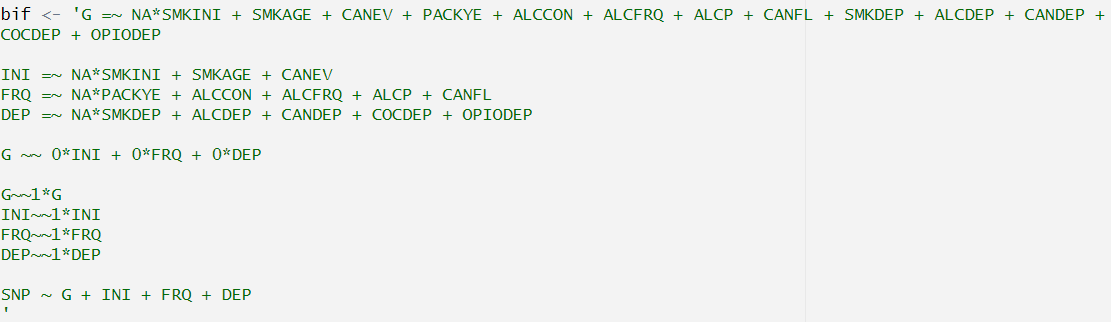 bif <- 'G =~ NA*SMKINI + SMKAGE + CANEV + PACKYE + ALCCON + ALCFRQ + ALCP + CANFL + SMKDEP + ALCDEP + CANDEP +
COCDEP + OPIODEP
INI =~ NA*SMKINI + SMKAGE + CANEV
FRQ =~ NA*PACKYE + ALCCON + ALCFRQ + ALCP + CANFL
DEP =~ NA*SMKDEP + ALCDEP + CANDEP + COCDEP + OPIODEP
G ~~ 0*INI + 0*FRQ + 0*DEP
G~~1*G
INI~~1*INI
FRQ~~1*FRQ
DEP~~1*DEP
SNP ~ G + INI + FRQ + DEP
'